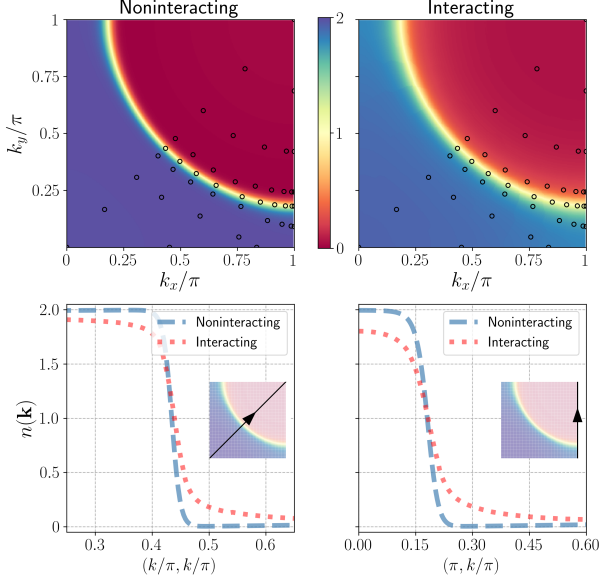 Noninteracting
Interacting
1
0.75
0.5
0.25
0
0.25
0.5
0.75
1
k_y/π
k_x/π
2
1
0
0
0.25
0.5
0.75
1
k_x/π
2.0
1.5
1.0
0.5
0
n(k)
Noninteracting
Interacting
0.3
0.4
0.5
0.6
(k/π, k/π)
Noninteracting
Interacting
0.00
0.15
0.30
0.45
0.60
(π, k/π)